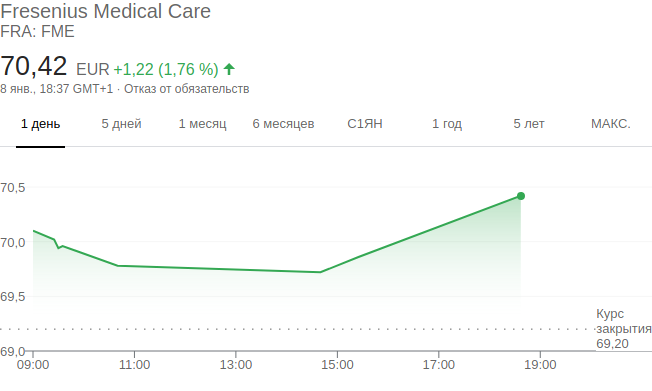 Fresenius Medical Care
FRA: FME
70,42 EUR +1,22 (1,76 %)
8 янв., 18:37 GMT+1 · Отказ от обязательств
1 день 5 дней 1 месяц 6 месяцев С1ЯН 1 год 5 лет МАКС.
70,5
70,0
69,5
Курс
закрытия
69,20
69,0
09:00 11:00 13:00 15:00 17:00 19:00